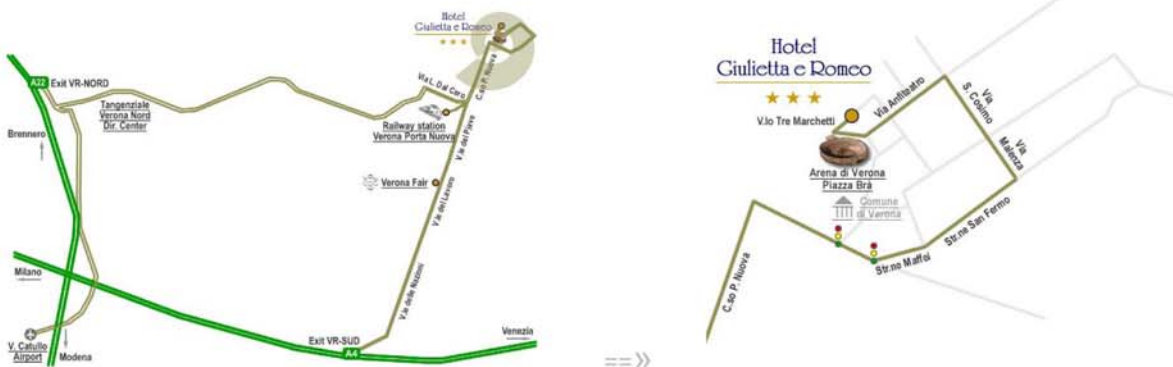 Hotel
Giulietta e Romeo
A22
Exit VR-NORD
Tangenziale
Verona Nord
Dir. Center
Brennero
Via L. Dal Caro
C.so P. Nuova
Railway station
Verona Porta Nuova
V.le del Piave
Verona Fair
V.le del Lavoro
Milano
V.le delle Nazioni
V. Catullo
Airport
Modena
Exit VR-SUD
A4
Venezia
==»
Hotel
Giulietta e Romeo
V.lo Tre Marchetti
Via Anfiteatro
Via
S. Cosimo
Via
Malenza
Arena di Verona
Piazza Brà
Comune
di Verona
Str.ne San Fermo
Str.no Maffei
C.so P. Nuova